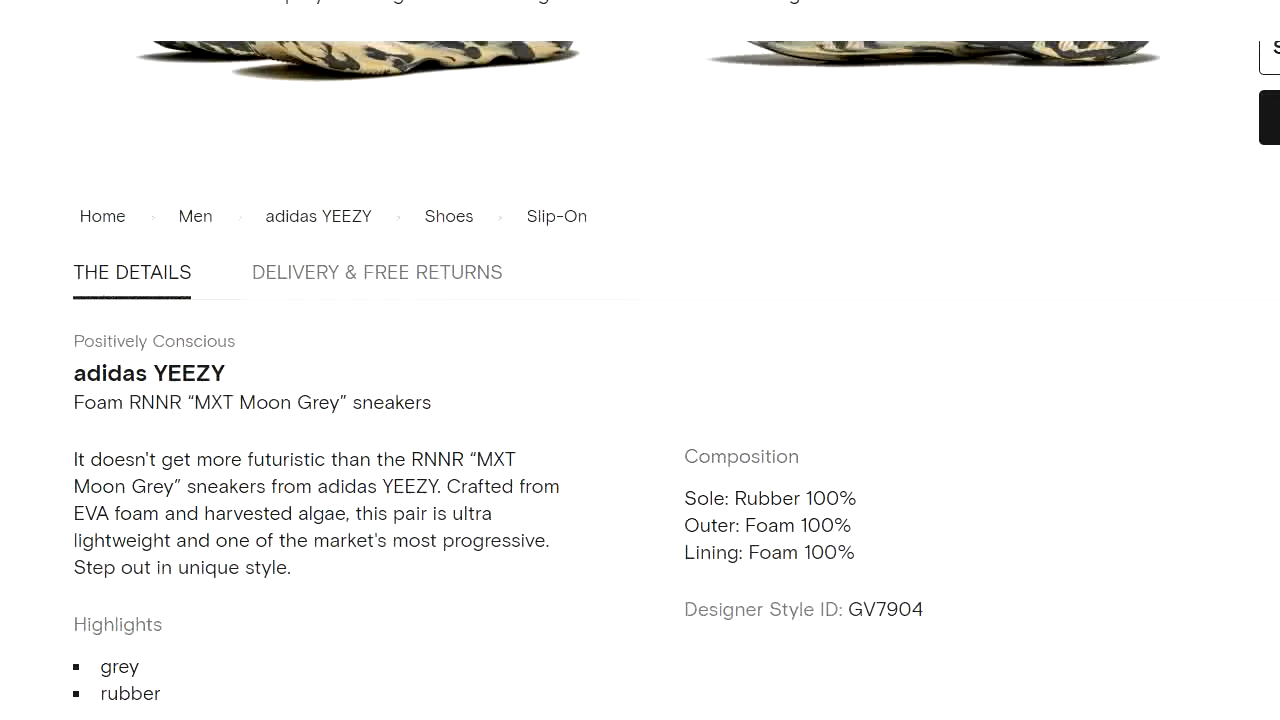 Home
Men
adidas YEEZY
Shoes
Slip-On
THE DETAILS
DELIVERY & FREE RETURNS
Positively Conscious
adidas YEEZY
Foam RNNR “MXT Moon Grey” sneakers
It doesn't get more futuristic than the RNNR “MXT
Moon Grey” sneakers from adidas YEEZY. Crafted from
EVA foam and harvested algae, this pair is ultra
lightweight and one of the market's most progressive.
Step out in unique style.
Highlights
grey
rubber
Composition
Sole: Rubber 100%
Outer: Foam 100%
Lining: Foam 100%
Designer Style ID: GV7904